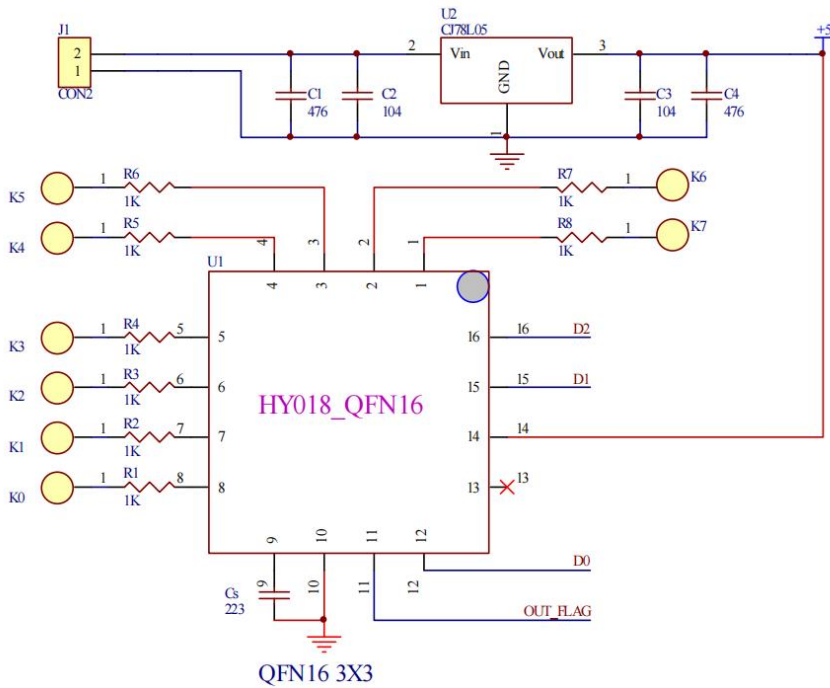 U2
CJ78L05
J1
2
1
CON2
2
Vin
Vout
3
GND
1
+5
C1
476
C2
104
C3
104
C4
476
K5
1
R6
1K
R7
1K
1
K6
K4
1
R5
1K
R8
1K
1
K7
4
3
2
1
U1
4
3
2
1
K3
1
R4
1K
5
5
16
16
D2
K2
1
R3
1K
6
6
15
15
D1
HY018_QFN16
K1
1
R2
1K
7
7
14
14
K0
1
R1
1K
8
8
13
13
9
10
11
12
9
10
11
12
D0
Cs
223
OUT_FLAG
QFN16 3X3